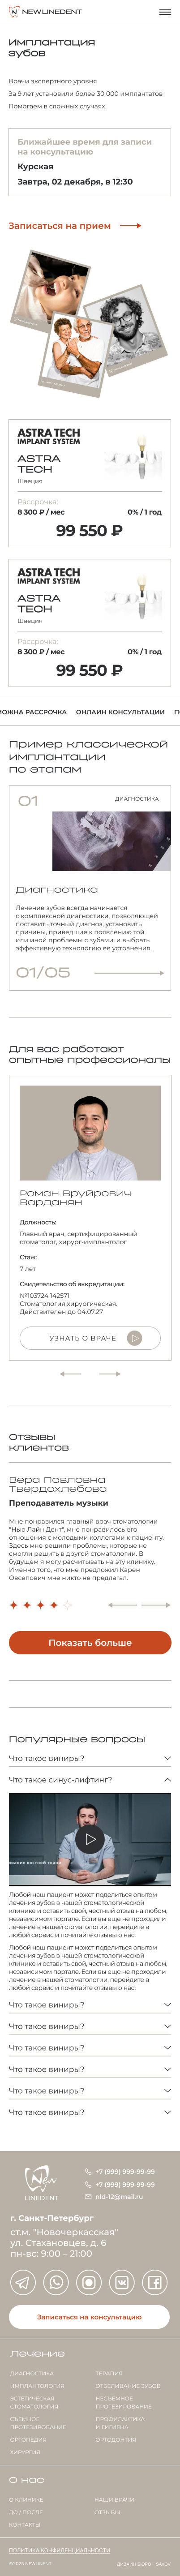 NEWLINEDENT
Имплантация
зубов
Врачи экспертного уровня
За 9 лет установили более 30 000 имплантатов
Помогаем в сложных случаях
Ближайшее время для записи
на консультацию
Курская
Завтра, 02 декабря, в 12:30
Записаться на прием
ASTRA TECH
IMPLANT SYSTEM
ASTRA
TECH
Швеция
Рассрочка:
8 300 ₽ / мес 0% / 1 год
99 550 ₽
ASTRA TECH
IMPLANT SYSTEM
ASTRA
TECH
Швеция
Рассрочка:
8 300 ₽ / мес 0% / 1 год
99 550 ₽
МОЖНА РАССРОЧКА ОНЛАЙН КОНСУЛЬТАЦИИ П
Пример классической
имплантации
по этапам
01 ДИАГНОСТИКА
Диагностика
Лечение зубов всегда начинается
с комплексной диагностики, позволяющей
поставить точный диагноз, установить
причины, приведшие к появлению той
или иной проблемы с зубами, и выбрать
эффективную технологию ее устранения.
01/05
Для вас работают
опытные профессионалы
Роман Вруйрович
Варданян
Должность:
Главный врач, сертифицированный
стоматолог, хирург-имплантолог
Стаж:
7 лет
Свидетельство об аккредитации:
№103724 142571
Стоматология хирургическая.
Действителен до 04.07.27
УЗНАТЬ О ВРАЧЕ
Отзывы
клиентов
Вера Павловна
Твердохлебова
Преподаватель музыки
Мне понравился главный врач стоматологии
"Нью Лайн Дент", мне понравилось его
отношение с молодыми коллегами к пациенту.
Здесь мне решили проблемы, которые не
смогли решить в другой стоматологии. В
будущем я могу расчитывать на эту клинику.
Именно того, что мне предложил Карен
Овсепович мне никто не предлагал.
Показать больше
Популярные вопросы
Что такое виниры?
Что такое синус-лифтинг?
ивание костной ткани
Любой наш пациент может поделиться опытом
лечения зубов в нашей стоматологической
клинике и оставить свой, честный отзыв на любом,
независимом портале. Если вы еще не проходили
лечение в нашей стоматологии, перейдите в
любой сервис и почитайте отзывы о нас.
Любой наш пациент может поделиться опытом
лечения зубов в нашей стоматологической
клинике и оставить свой, честный отзыв на любом,
независимом портале. Если вы еще не проходили
лечение в нашей стоматологии, перейдите в
любой сервис и почитайте отзывы о нас.
Что такое виниры?
Что такое виниры?
Что такое виниры?
Что такое виниры?
Что такое виниры?
Что такое виниры?
New
LINEDENT
+7 (999) 999-99-99
+7 (999) 999-99-99
nld-12@mail.ru
г. Санкт-Петербург
ст.м. "Новочеркасская"
ул. Стахановцев, д. 6
пн-вс: 9:00 – 21:00
Записаться на консультацию
Лечение
ДИАГНОСТИКА ТЕРАПИЯ
ИМПЛАНТОЛОГИЯ ОТБЕЛИВАНИЕ ЗУБОВ
ЭСТЕТИЧЕСКАЯ НЕСЪЕМНОЕ
СТОМАТОЛОГИЯ ПРОТЕЗИРОВАНИЕ
СЪЕМНОЕ ПРОФИЛАКТИКА
ПРОТЕЗИРОВАНИЕ И ГИГИЕНА
ОРТОПЕДИЯ ОРТОДОНТИЯ
ХИРУРГИЯ
О нас
О КЛИНИКЕ НАШИ ВРАЧИ
ДО / ПОСЛЕ ОТЗЫВЫ
КОНТАКТЫ
ПОЛИТИКА КОНФИДЕНЦИАЛЬНОСТИ